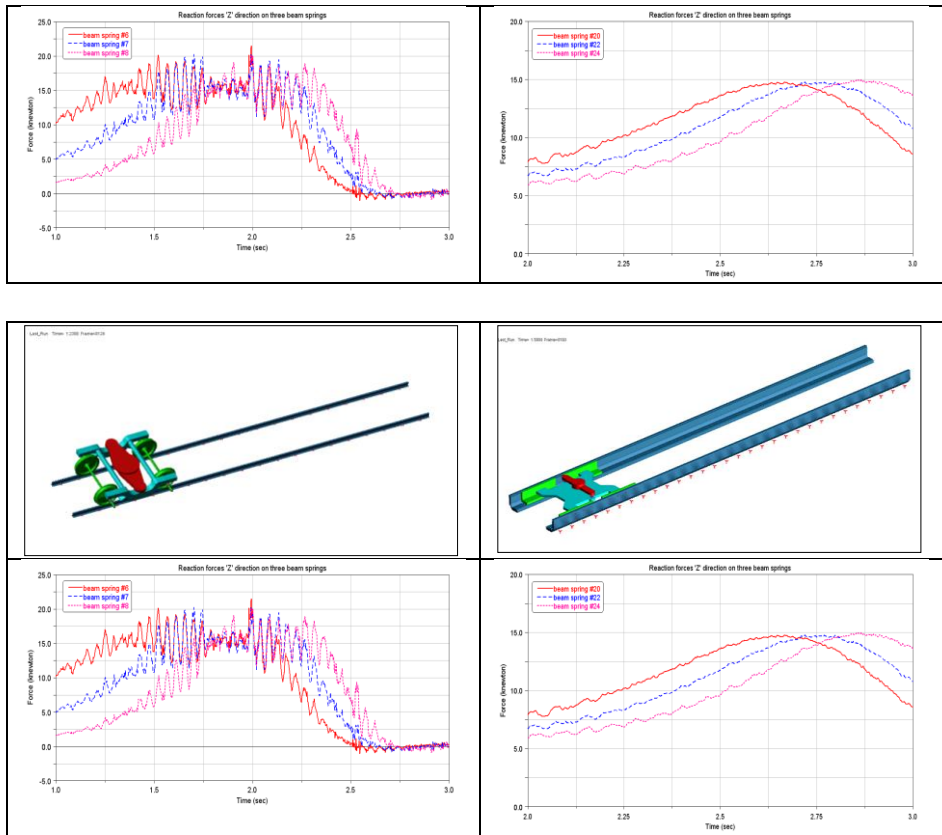 Reaction forces 'Z' direction on three beam springs
25.0
20.0
15.0
10.0
5.0
0.0
-5.0
Force (knewton)
beam spring #6
beam spring #7
beam spring #8
1.0 1.5 2.0 2.5 3.0
Time (sec)
Reaction forces 'Z' direction on three beam springs
20.0
15.0
10.0
5.0
0.0
Force (knewton)
beam spring #20
beam spring #22
beam spring #24
2.0 2.25 2.5 2.75 3.0
Time (sec)
Last_Run Time=
Last_Run Time=
Reaction forces 'Z' direction on three beam springs
25.0
20.0
15.0
10.0
5.0
0.0
-5.0
Force (knewton)
beam spring #6
beam spring #7
beam spring #8
1.0 1.5 2.0 2.5 3.0
Time (sec)
Reaction forces 'Z' direction on three beam springs
20.0
15.0
10.0
5.0
0.0
Force (knewton)
beam spring #20
beam spring #22
beam spring #24
2.0 2.25 2.5 2.75 3.0
Time (sec)